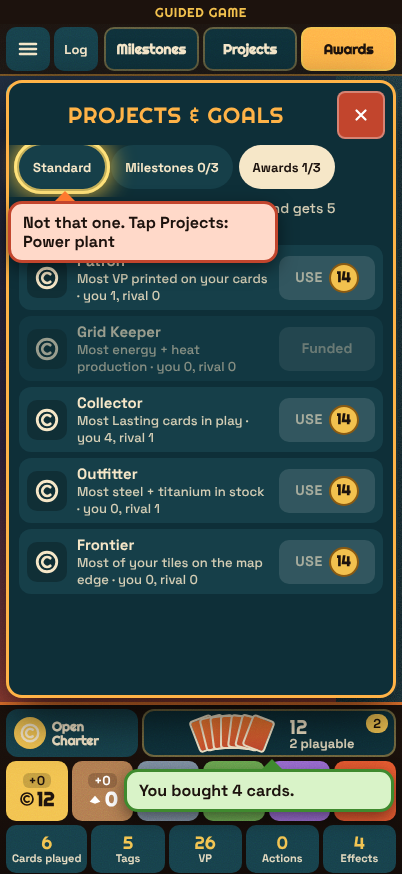 GUIDED GAME
Log
Milestones
Projects
Awards
PROJECTS & GOALS
×
Standard
Milestones 0/3
Awards 1/3
nd gets 5
Not that one. Tap Projects:
Power plant
Patron
Most VP printed on your cards
· you 1, rival 0
USE 14
Grid Keeper
Most energy + heat
production · you 0, rival 0
Funded
Collector
Most Lasting cards in play ·
you 4, rival 1
USE 14
Outfitter
Most steel + titanium in stock
· you 0, rival 1
USE 14
Frontier
Most of your tiles on the map
edge · you 0, rival 0
USE 14
Open
Charter
12
2 playable
2
+0
© 12
+0
0
You bought 4 cards.
6
Cards played
5
Tags
26
VP
0
Actions
4
Effects